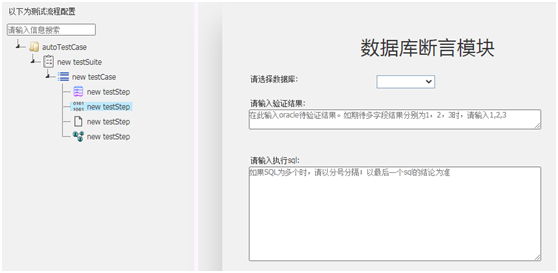 以下为测试流程配置
请输入信息搜索
autoTestCase
new testSuite
new testCase
new testStep
new testStep
new testStep
new testStep
数据库断言模块
请选择数据库:
请输入验证结果:
在此输入oracle待验证结果。如期待多字段结果分别为1，2，3时，请输入1,2,3
请输入执行sql:
如果SQL为多个时，请以分号分隔！以最后一个sql的结论为准